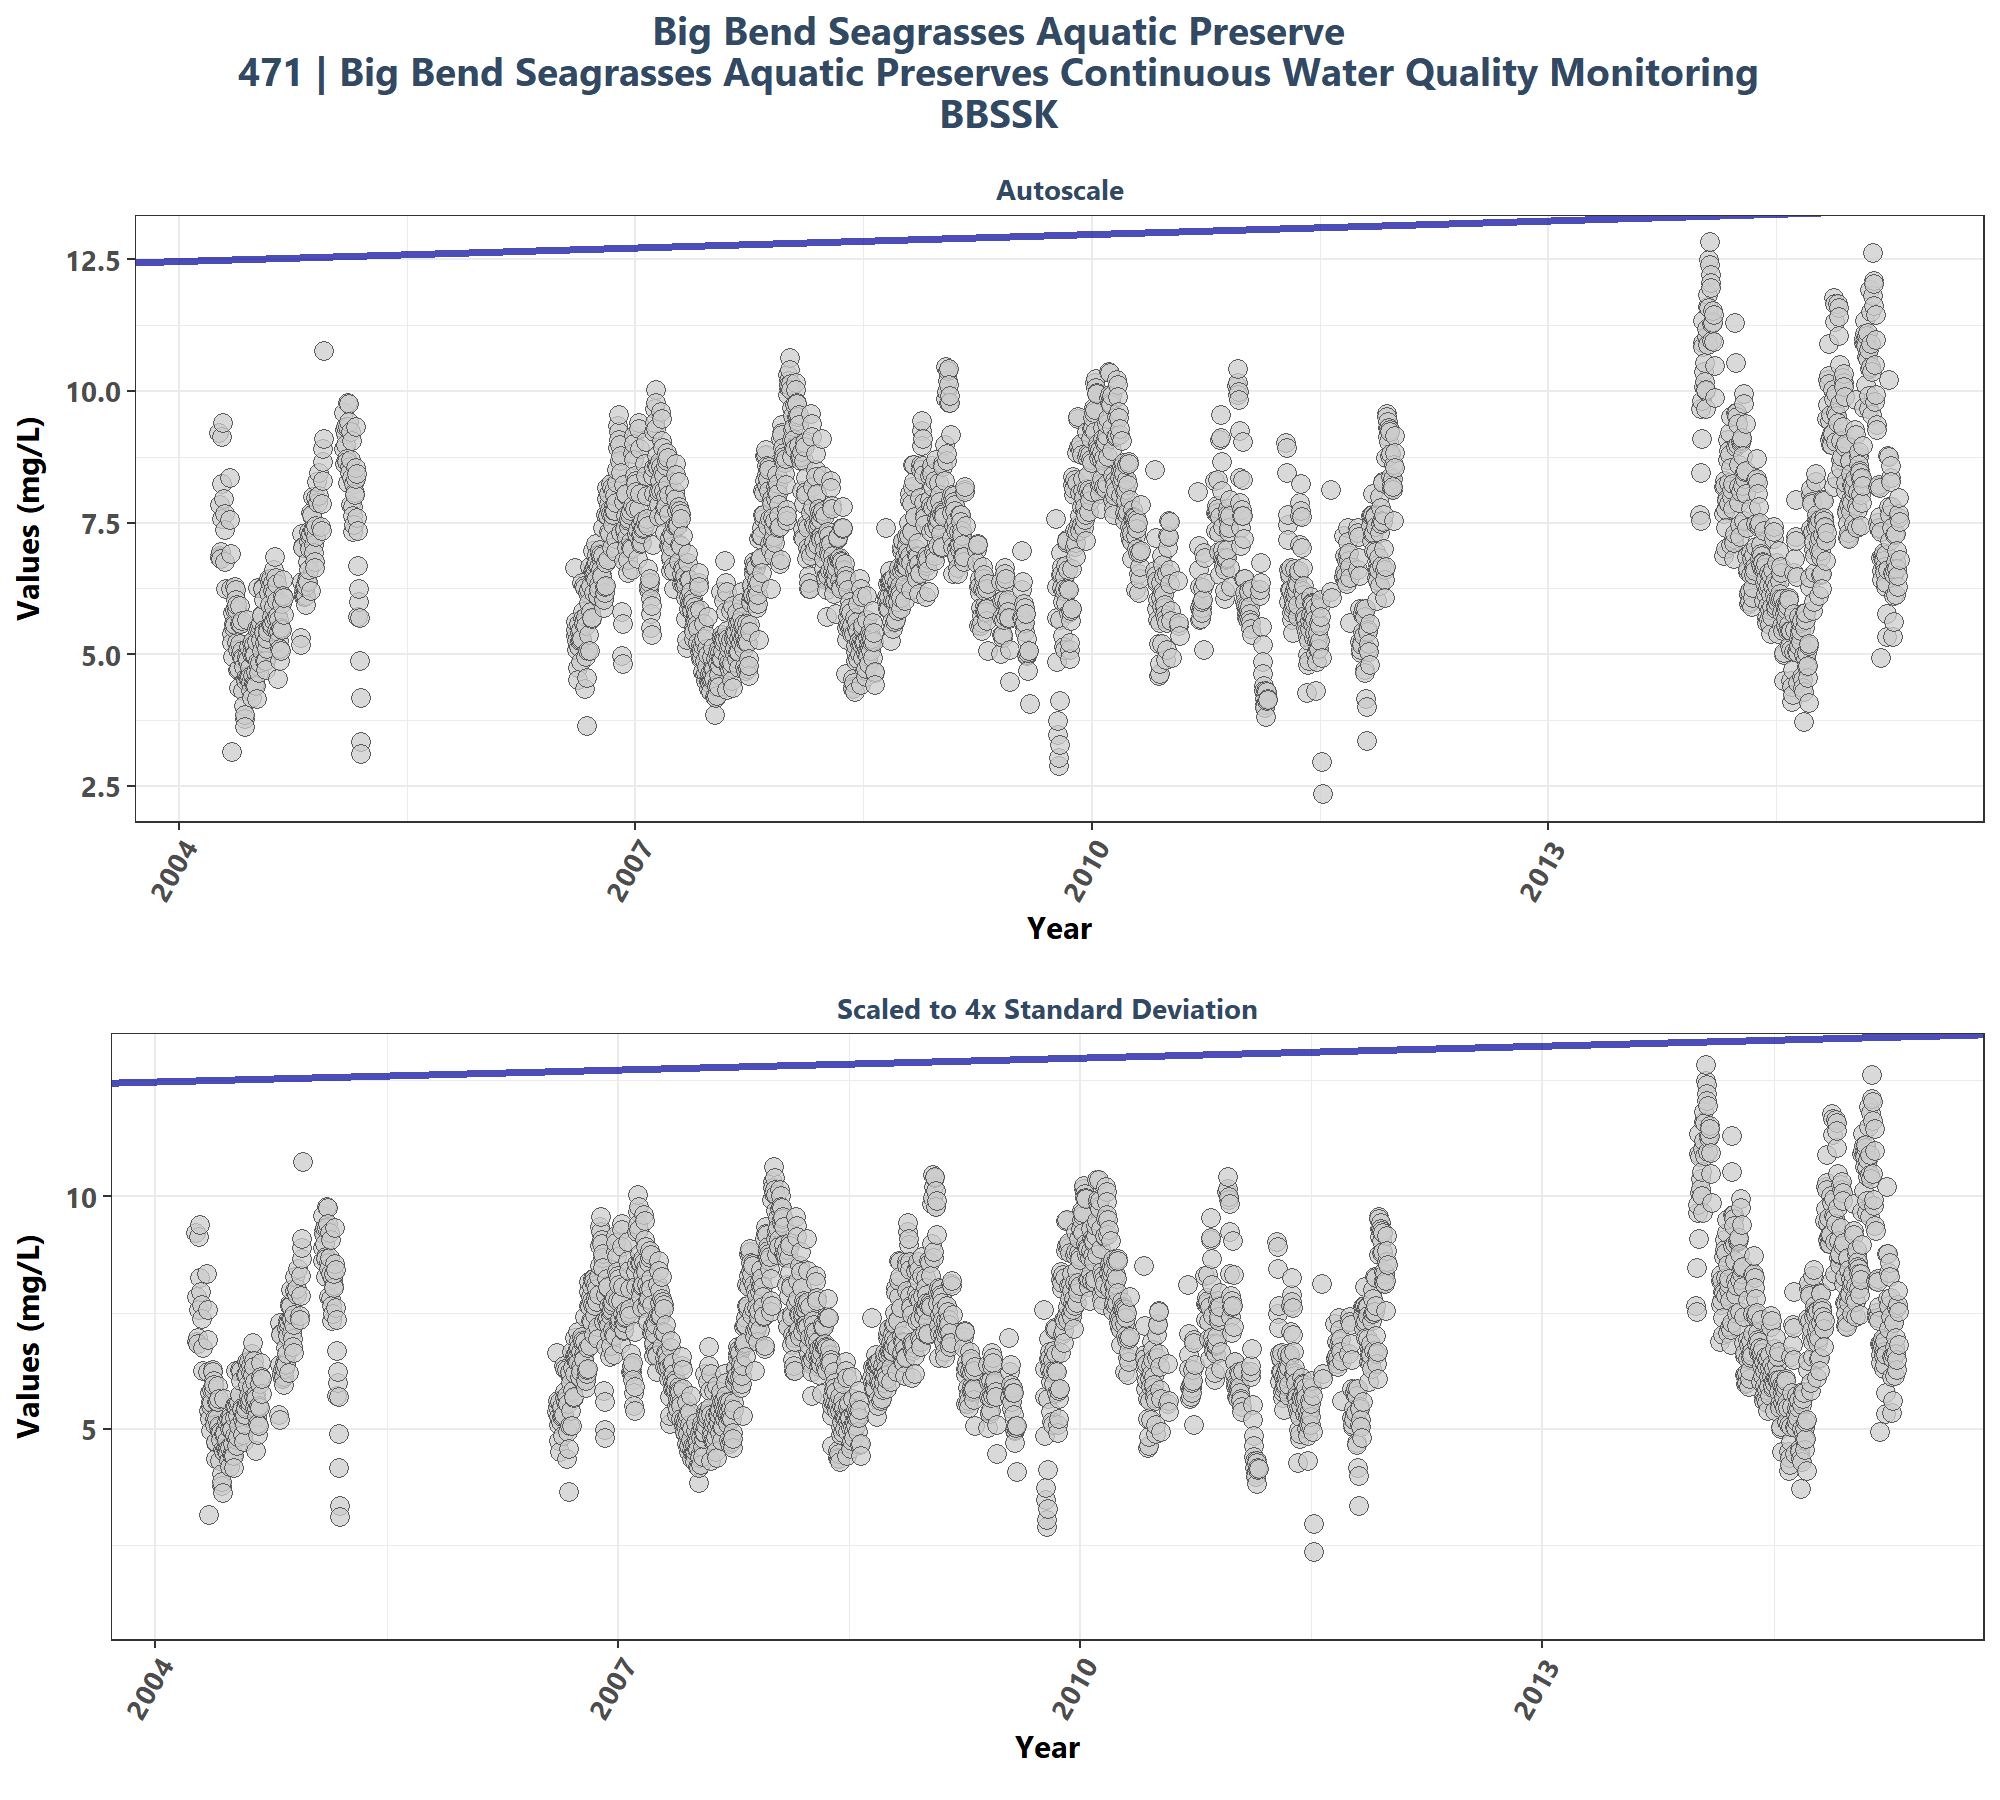 Big Bend Seagrasses Aquatic Preserve
471 | Big Bend Seagrasses Aquatic Preserves Continuous Water Quality Monitoring
BBSSK
Autoscale
Values (mg/L)
12.5
10.0
7.5
5.0
2.5
2004
2007
2010
2013
Year
Scaled to 4x Standard Deviation
Values (mg/L)
10
5
2004
2007
2010
2013
Year